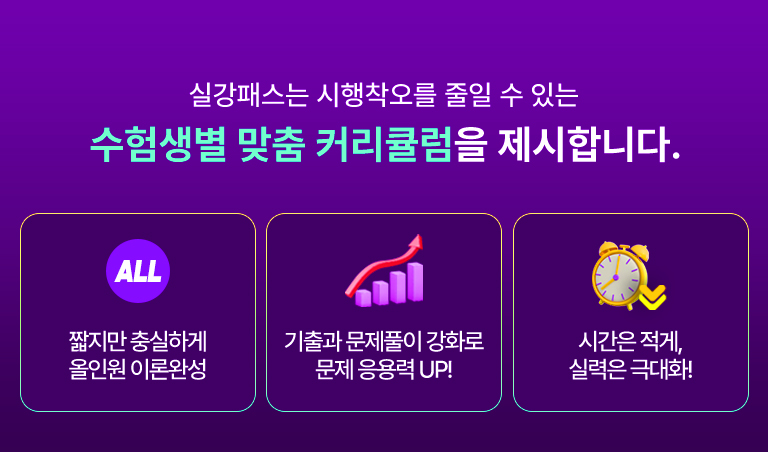 실강패스는 시행착오를 줄일 수 있는
수험생별 맞춤 커리큘럼을 제시합니다.
ALL
짧지만 충실하게
올인원 이론완성
기출과 문제풀이 강화로
문제 응용력 UP!
시간은 적게,
실력은 극대화!